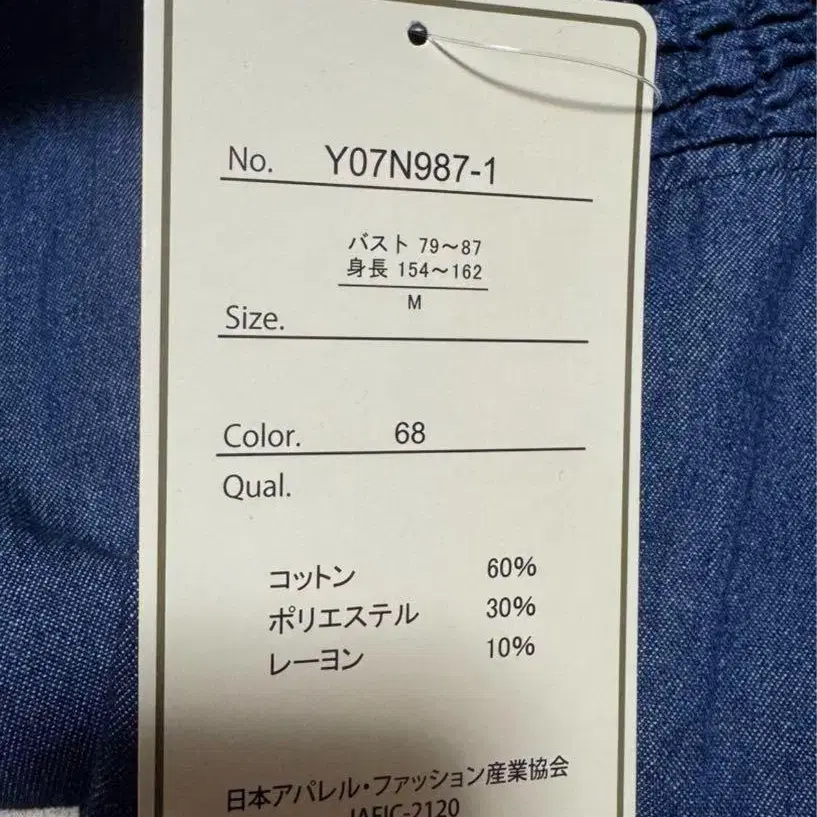 No. Y07N987-1
バスト 79～87
身長 154～162
M
Size.
Color. 68
Qual.
コットン 60%
ポリエステル 30%
レーヨン 10%
日本アパレル・ファッション産業協会
JAFIC-2120